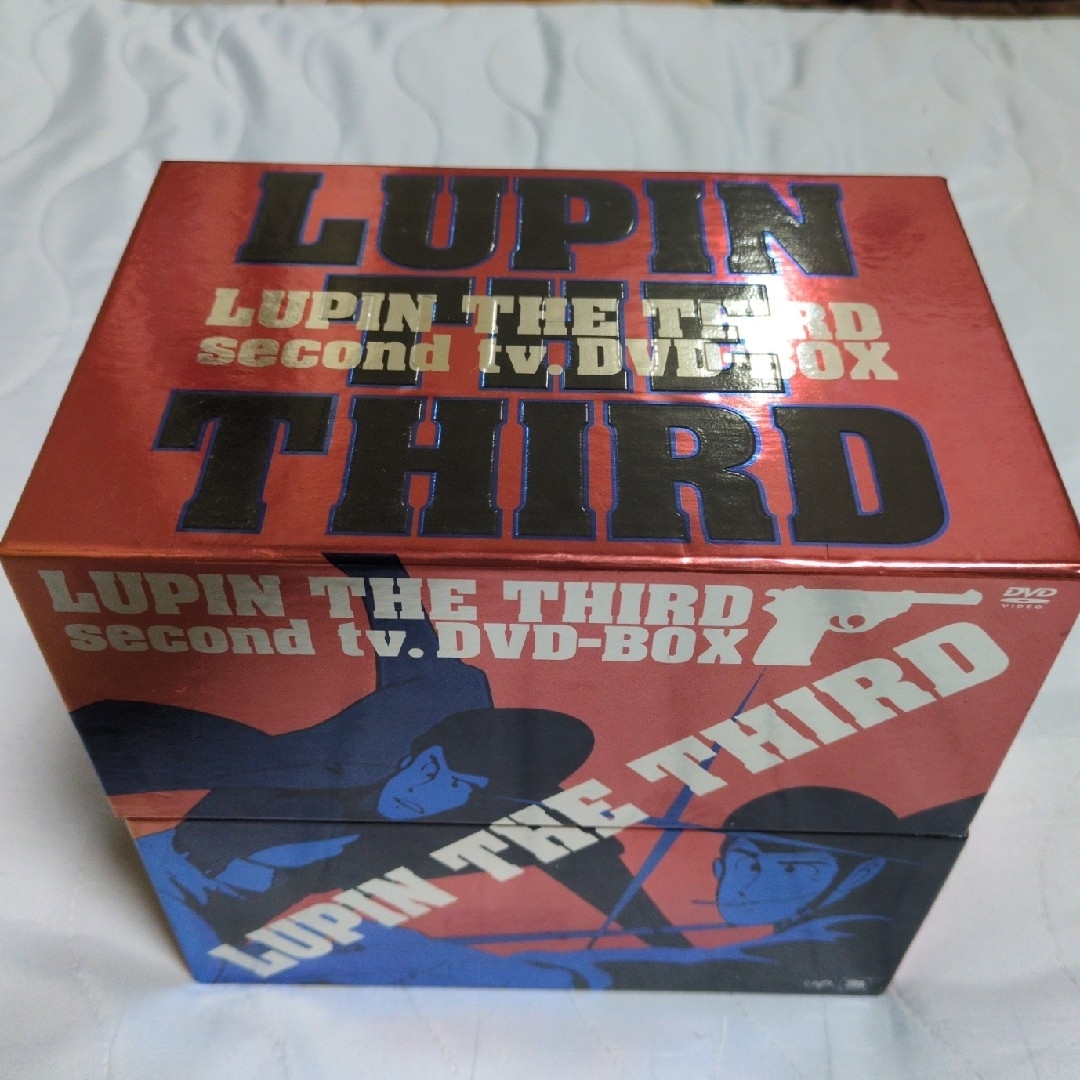 LUPIN
THE
THIRD
LUPIN THE THIRD
second tv. DVD-BOX
LUPIN THE THIRD
second tv. DVD-BOX
DVD
VIDEO
LUPIN THE THIRD